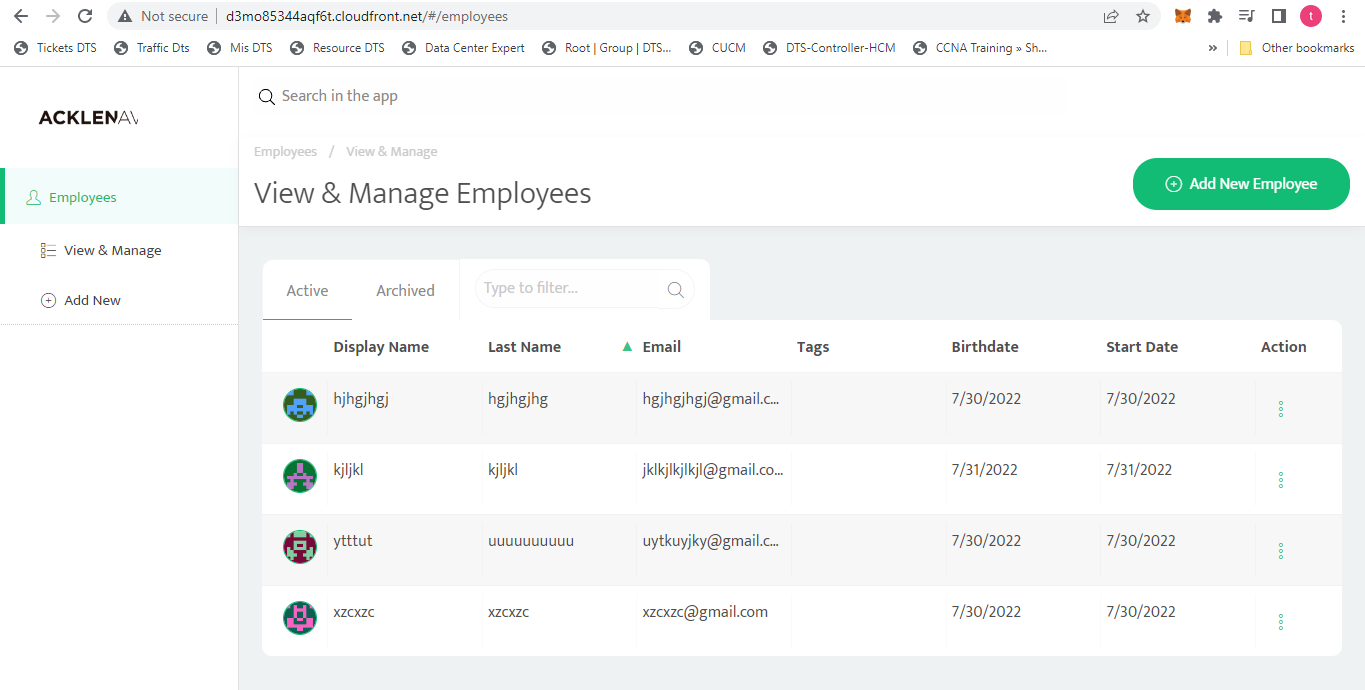 Not secure d3mo85344aqf6t.cloudfront.net/#/employees t
Tickets DTS Traffic Dts Mis DTS Resource DTS Data Center Expert Root | Group | DTS... CUCM DTS-Controller-HCM CCNA Training » Sh... » Other bookmarks
Search in the app
ACKLENAV
Employees / View & Manage
View & Manage Employees
Add New Employee
Employees
View & Manage
Add New
Active Archived Type to filter...
Display Name Last Name ▲ Email Tags Birthdate Start Date Action
hjhgjhgj hgjhgjhg hgjhgjhgj@gmail.c... 7/30/2022 7/30/2022
kjljkl kjljkl jklkjlkjlkjl@gmail.co... 7/31/2022 7/31/2022
ytttut uuuuuuuuuu uytkuyjky@gmail.c... 7/30/2022 7/30/2022
xzcxzc xzcxzc xzcxzc@gmail.com 7/30/2022 7/30/2022